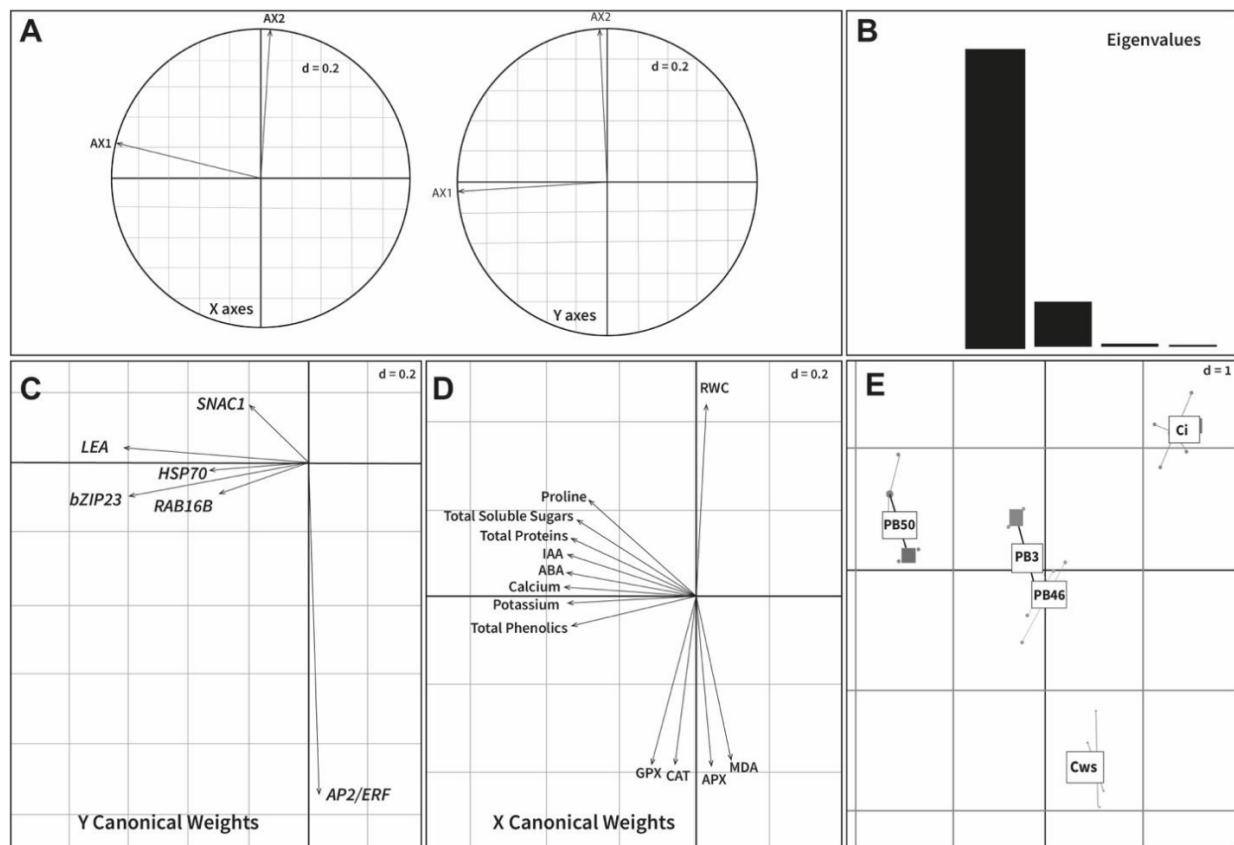 A
AX2
d = 0.2
AX1
X axes
AX2
d = 0.2
AX1
Y axes
B
Eigenvalues
C
d = 0.2
SNAC1
LEA
HSP70
bZIP23
RAB16B
AP2/ERF
Y Canonical Weights
D
d = 0.2
RWC
Proline
Total Soluble Sugars
Total Proteins
IAA
ABA
Calcium
Potassium
Total Phenolics
GPX
CAT
APX
MDA
X Canonical Weights
E
d = 1
Ci
PB50
PB3
PB46
Cws